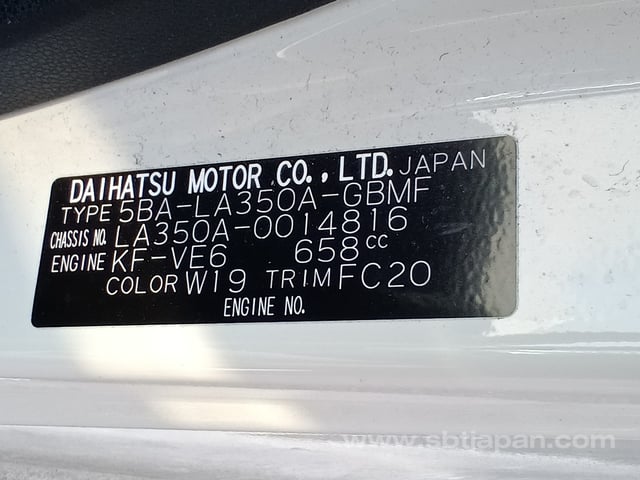 DAIHATSU MOTOR CO., LTD. JAPAN
TYPE 5BA-LA350A-GBMF
CHASSIS NO. LA350A-0014816
ENGINE KF-VE6 658cc
COLOR W19 TRIM FC20
ENGINE NO.
www.sbtjapan.com